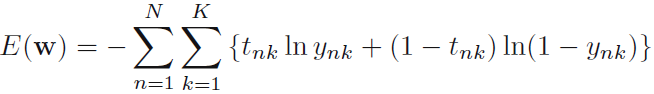 E(w) = − ∑_{n=1}^{N} ∑_{k=1}^{K} {t_{nk} ln y_{nk} + (1 − t_{nk}) ln(1 − y_{nk})}